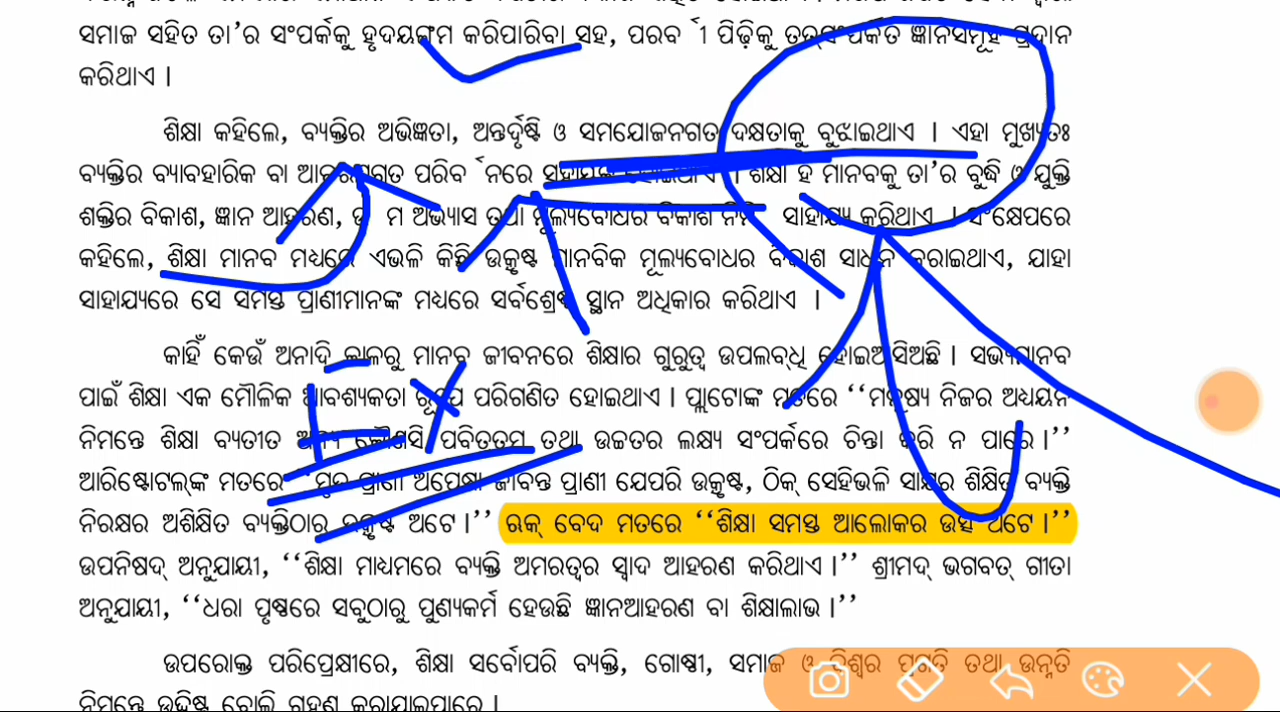 ସମାଜ ସହିତ ତା’ର ସଂପର୍କକୁ ହୃଦୟଙ୍ଗମ କରିପାରିବା ସହ, ପିଢ଼ିକୁ ତତ୍‌ସଂପର୍କିତ ଜ୍ଞାନସମୂହ ପ୍ରଦାନ
କରିଥାଏ ।
ଶିକ୍ଷା କହିଲେ, ବ୍ୟକ୍ତିର ଅଭିଜ୍ଞତା, ଅନ୍ତର୍ଦୃଷ୍ଟି ଓ ସମଯୋଜନଗତ ଦକ୍ଷତାକୁ ବୁଝାଇଥାଏ । ଏହା ମୁଖ୍ୟତଃ
ବ୍ୟକ୍ତିର ବ୍ୟାବହାରିକ ବା ସହାୟକ ହୋଇଥାଏ । ଶିକ୍ଷା ହିଁ ମାନବକୁ ତା’ର ବୁଦ୍ଧି ଓ ଯୁକ୍ତି
ଶକ୍ତିର ବିକାଶ, ଜ୍ଞାନ ଆହରଣ, ଅଭ୍ୟାସ ତଥା ମୂଲ୍ୟବୋଧର ବିକାଶ ସାହାଯ୍ୟ କରିଥାଏ । ସଂକ୍ଷେପରେ
କହିଲେ, ଶିକ୍ଷା ମାନବ ମଧ୍ୟରେ ଏଭଳି କିଛି ଉତ୍କୃଷ୍ଟ ମାନବିକ ମୂଲ୍ୟବୋଧର ବିକାଶ ସାଧନ କରାଇଥାଏ, ଯାହା
ସାହାଯ୍ୟରେ ସେ ସମସ୍ତ ପ୍ରାଣୀମାନଙ୍କ ମଧ୍ୟରେ ସର୍ବଶ୍ରେଷ୍ଠ ସ୍ଥାନ ଅଧିକାର କରିଥାଏ ।
କାହିଁ କେଉଁ ଅନାଦି କାଳରୁ ମାନବ ଜୀବନରେ ଶିକ୍ଷାର ଗୁରୁତ୍ୱ ଉପଲବ୍‌ଧି ହୋଇଆସିଅଛି । ସଭ୍ୟମାନବ
ପାଇଁ ଶିକ୍ଷା ଏକ ମୌଳିକ ଆବଶ୍ୟକତା ରୂପେ ପରିଗଣିତ ହୋଇଥାଏ । ପ୍ଲାଟୋଙ୍କ ମତରେ ‘‘ମନୁଷ୍ୟ ନିଜର ଅଧ୍ୟୟନ
ନିମନ୍ତେ ଶିକ୍ଷା ବ୍ୟତୀତ ଅନ୍ୟ କୌଣସି ପବିତ୍ରତମ ତଥା ଉଚ୍ଚତର ଲକ୍ଷ୍ୟ ସଂପର୍କରେ ଚିନ୍ତା କରି ନ ପାରେ ।’’
ଆରିଷ୍ଟୋଟଲ୍‌ଙ୍କ ମତରେ ‘‘ମୃତ ପ୍ରାଣୀ ଅପେକ୍ଷା ଜୀବନ୍ତ ପ୍ରାଣୀ ଯେପରି ଉତ୍କୃଷ୍ଟ, ଠିକ୍ ସେହିଭଳି ସାକ୍ଷର ଶିକ୍ଷିତ ବ୍ୟକ୍ତି
ନିରକ୍ଷର ଅଶିକ୍ଷିତ ବ୍ୟକ୍ତିଠାରୁ ଉତ୍କୃଷ୍ଟ ଅଟେ ।’’ ଋକ୍ ବେଦ ମତରେ ‘‘ଶିକ୍ଷା ସମସ୍ତ ଆଲୋକର ଉତ୍ସ ଅଟେ ।’’
ଉପନିଷଦ୍ ଅନୁଯାୟୀ, ‘‘ଶିକ୍ଷା ମାଧ୍ୟମରେ ବ୍ୟକ୍ତି ଅମରତ୍ୱର ସ୍ୱାଦ ଆହରଣ କରିଥାଏ ।’’ ଶ୍ରୀମଦ୍ ଭଗବତ୍ ଗୀତା
ଅନୁଯାୟୀ, ‘‘ଧରା ପୃଷ୍ଠରେ ସବୁଠାରୁ ପୁଣ୍ୟକର୍ମ ହେଉଛି ଜ୍ଞାନଆହରଣ ବା ଶିକ୍ଷାଲାଭ ।’’
ଉପରୋକ୍ତ ପରିପ୍ରେକ୍ଷୀରେ, ଶିକ୍ଷା ସର୍ବୋପରି ବ୍ୟକ୍ତି, ଗୋଷ୍ଠୀ, ସମାଜ ଓ ବିଶ୍ୱର ପ୍ରଗତି ତଥା ଉନ୍ନତି
ନିମନ୍ତେ ଉଦ୍ଦିଷ୍ଟ ବୋଲି ଗ୍ରହଣ କରାଯାଇପାରେ ।